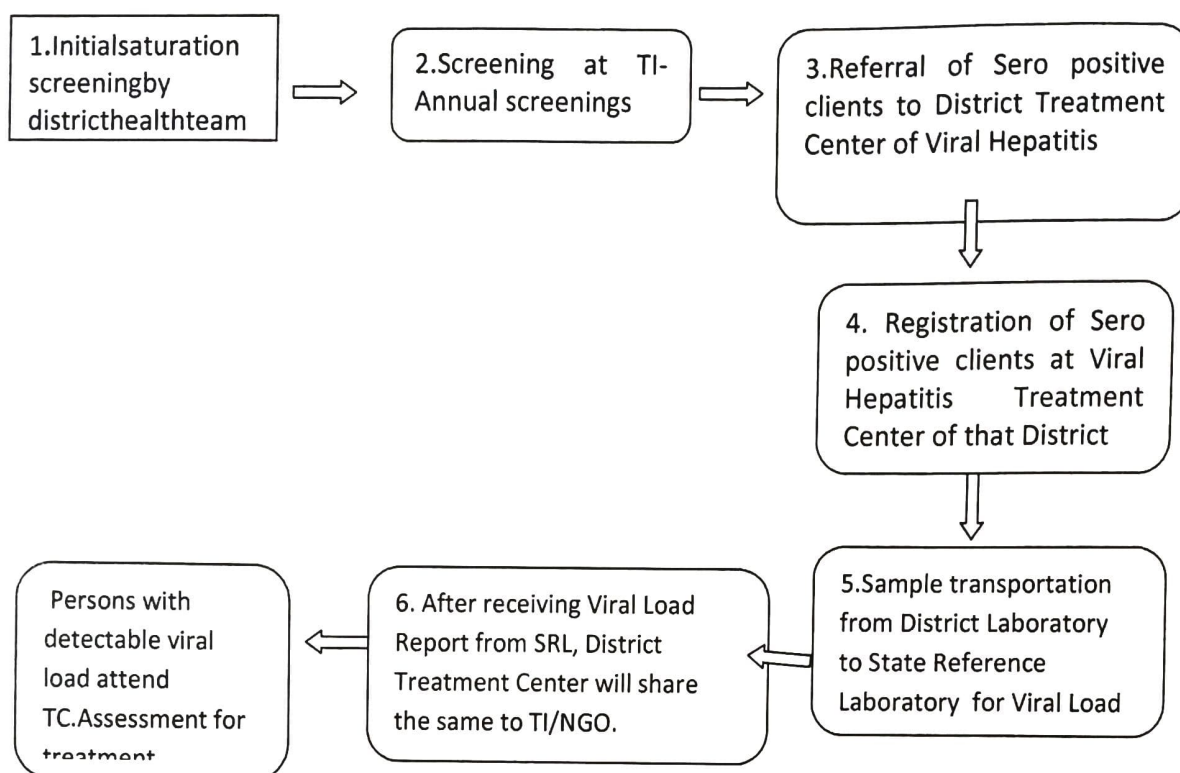 1.Initialsaturation
screeningby
districthealthteam
2.Screening at TI-
Annual screenings
3.Referral of Sero positive
clients to District Treatment
Center of Viral Hepatitis
4. Registration of Sero
positive clients at Viral
Hepatitis Treatment
Center of that District
5.Sample transportation
from District Laboratory
to State Reference
Laboratory for Viral Load
6. After receiving Viral Load
Report from SRL, District
Treatment Center will share
the same to TI/NGO.
Persons with
detectable viral
load attend
TC.Assessment for
treatment